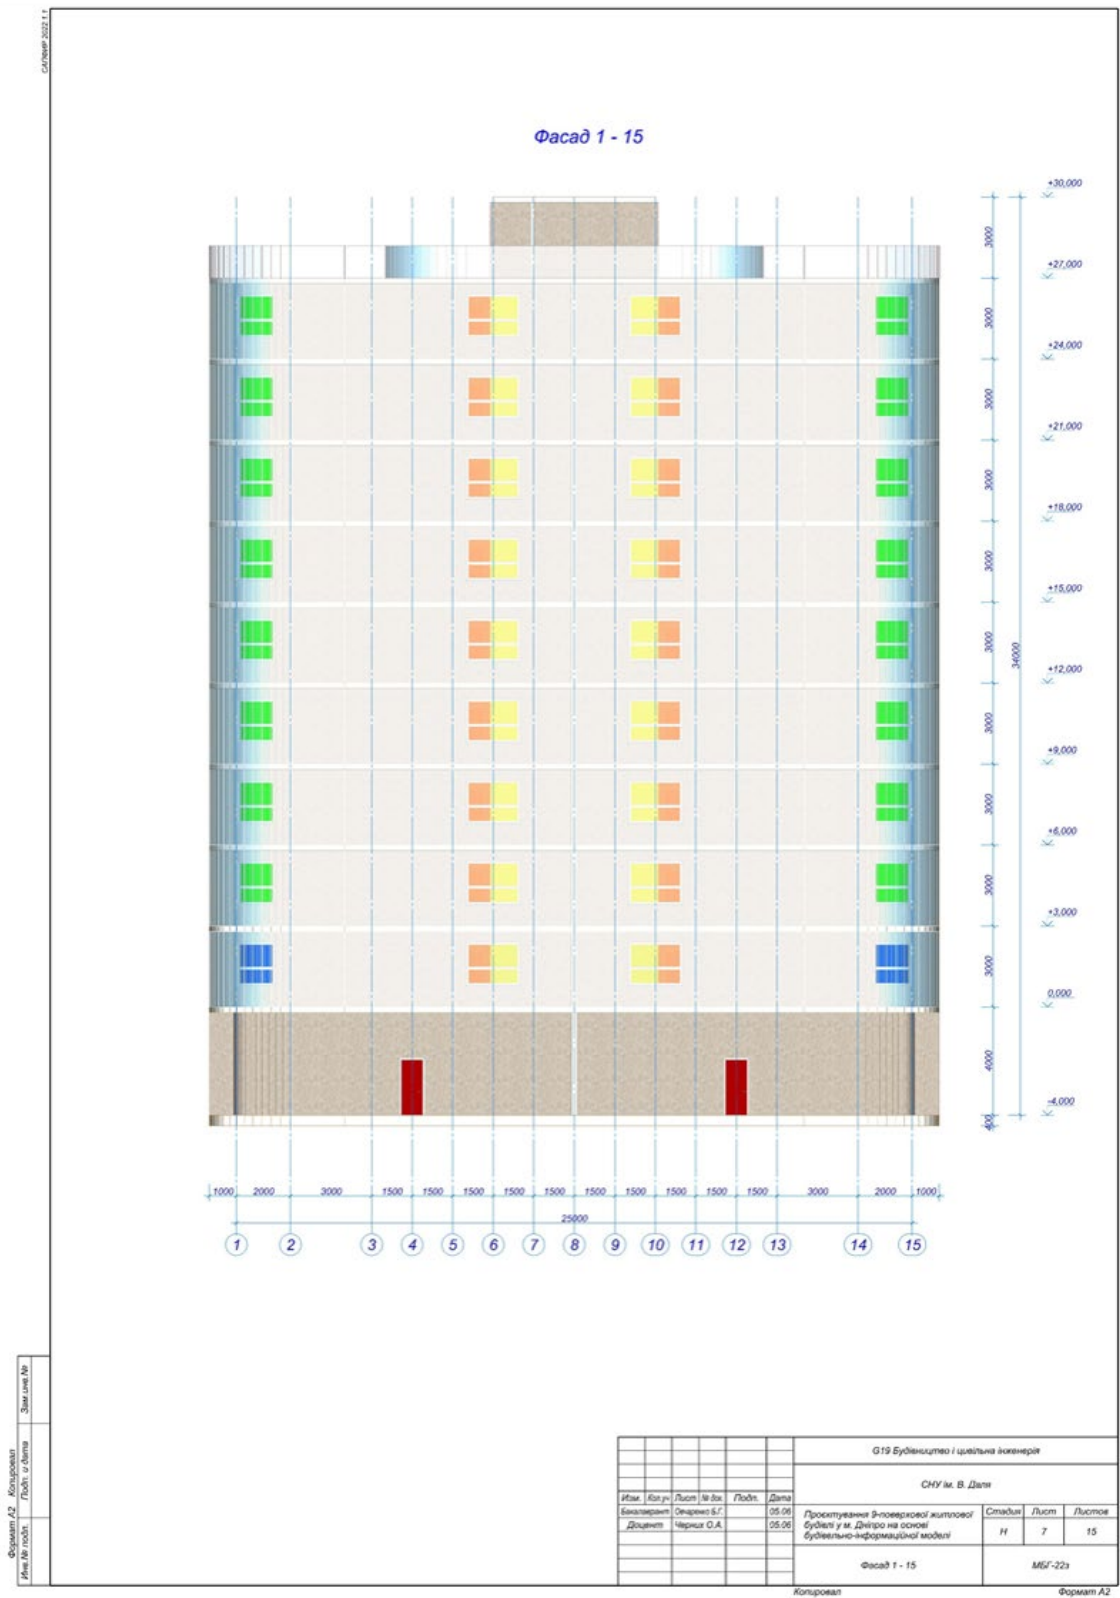 САПФИР 2022.1.1
Фасад 1 - 15
+30,000
+27,000
+24,000
+21,000
+18,000
+15,000
+12,000
+9,000
+6,000
+3,000
0,000
-4,000
3000
3000
3000
3000
3000
3000
3000
3000
3000
3000
4000
400
34000
1000 2000 3000 1500 1500 1500 1500 1500 1500 1500 1500 1500 1500 3000 2000 1000
25000
1 2 3 4 5 6 7 8 9 10 11 12 13 14 15
Зам.инв.№
Подп. и дата
Инв.№ подл.
Копировал
Формат А2
G19 Будівництво і цивільна інженерія
СНУ ім. В. Даля
Изм. Кол.уч Лист № док. Подп. Дата
Бакалаврант Овчаренко Б.Г. 05.06
Доцент Черних О.А. 05.06
Проєктування 9-поверхової житлової
будівлі у м. Дніпро на основі
будівельно-інформаційної моделі
Стадия Лист Листов
Н 7 15
Фасад 1 - 15
МБГ-22з
Копировал Формат А2